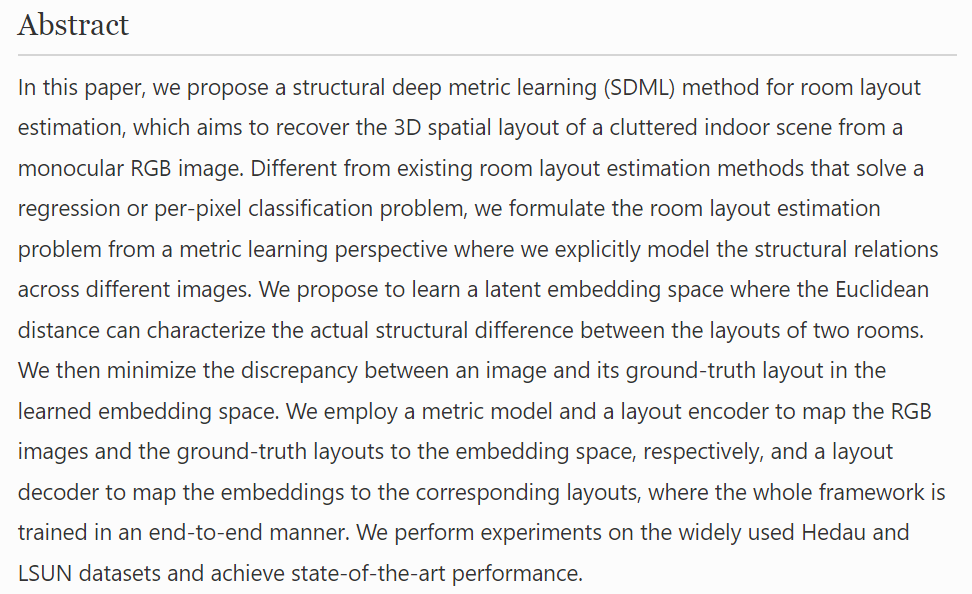 Abstract
In this paper, we propose a structural deep metric learning (SDML) method for room layout
estimation, which aims to recover the 3D spatial layout of a cluttered indoor scene from a
monocular RGB image. Different from existing room layout estimation methods that solve a
regression or per-pixel classification problem, we formulate the room layout estimation
problem from a metric learning perspective where we explicitly model the structural relations
across different images. We propose to learn a latent embedding space where the Euclidean
distance can characterize the actual structural difference between the layouts of two rooms.
We then minimize the discrepancy between an image and its ground-truth layout in the
learned embedding space. We employ a metric model and a layout encoder to map the RGB
images and the ground-truth layouts to the embedding space, respectively, and a layout
decoder to map the embeddings to the corresponding layouts, where the whole framework is
trained in an end-to-end manner. We perform experiments on the widely used Hedau and
LSUN datasets and achieve state-of-the-art performance.